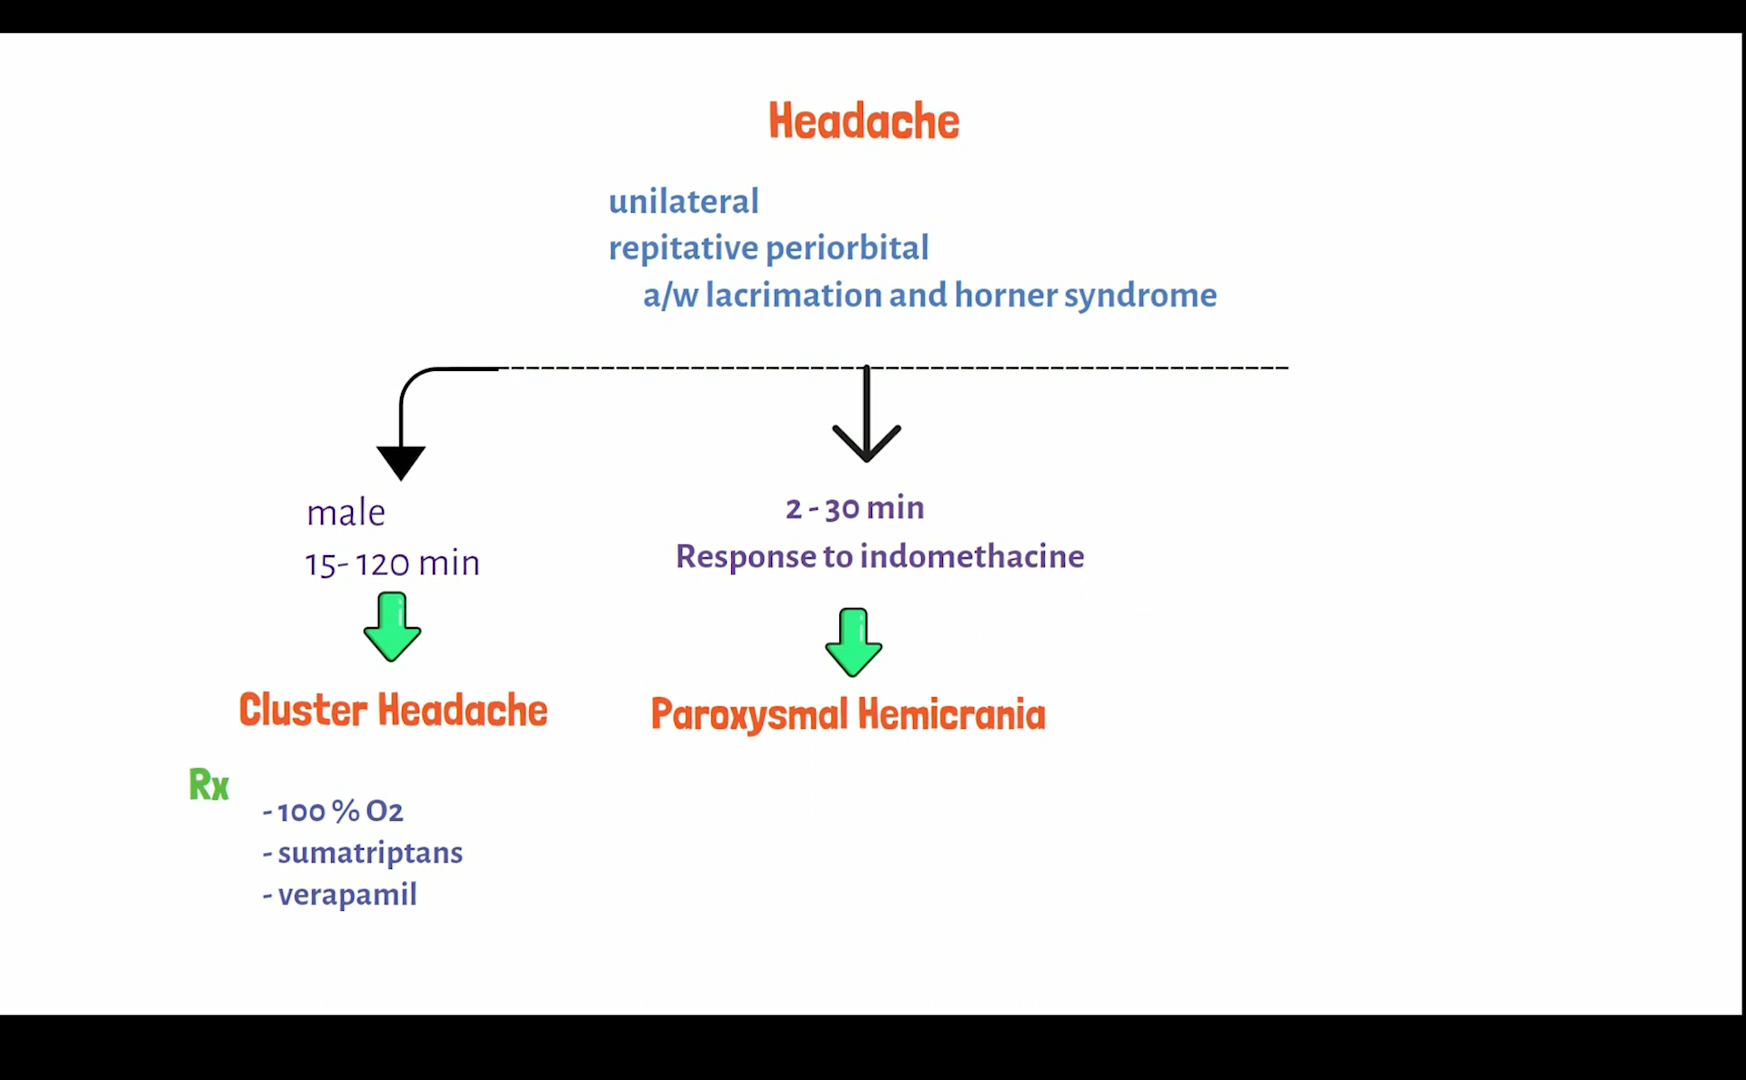 Headache
unilateral
repitative periorbital
a/w lacrimation and horner syndrome
male
15-120 min
2-30 min
Response to indomethacine
Cluster Headache
Paroxysmal Hemicrania
Rx
- 100 % O2
- sumatriptans
- verapamil